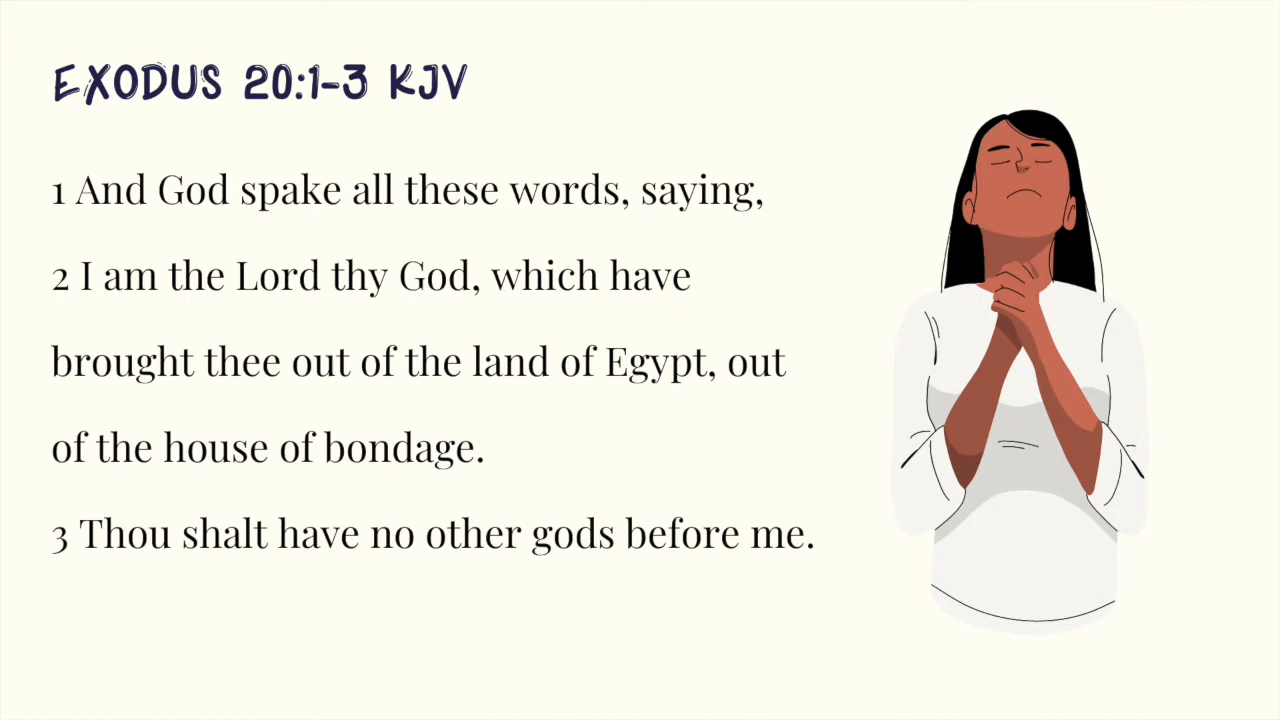 EXODUS 20:1-3 KJV
1 And God spake all these words, saying,
2 I am the Lord thy God, which have
brought thee out of the land of Egypt, out
of the house of bondage.
3 Thou shalt have no other gods before me.